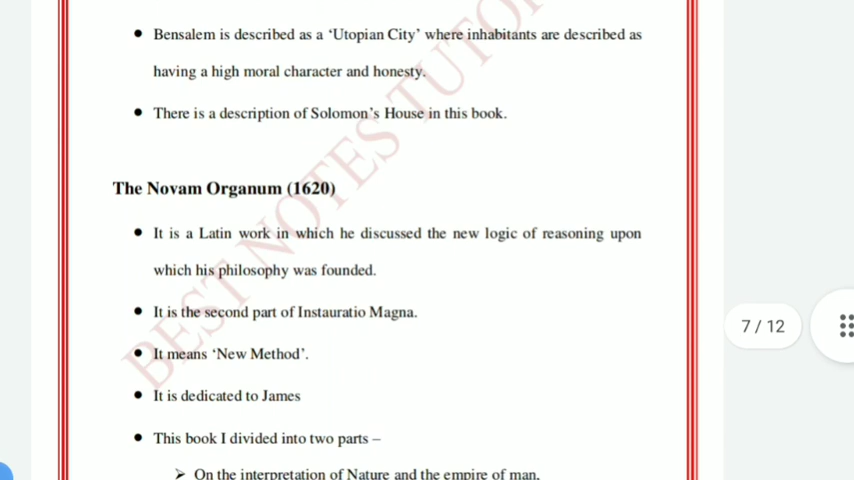 • Bensalem is described as a ‘Utopian City’ where inhabitants are described as
having a high moral character and honesty.
• There is a description of Solomon’s House in this book.
The Novam Organum (1620)
• It is a Latin work in which he discussed the new logic of reasoning upon
which his philosophy was founded.
• It is the second part of Instauratio Magna.
7 / 12
• It means ‘New Method’.
• It is dedicated to James
• This book I divided into two parts –
➢ On the interpretation of Nature and the empire of man.
BEST NOTES TUTOR